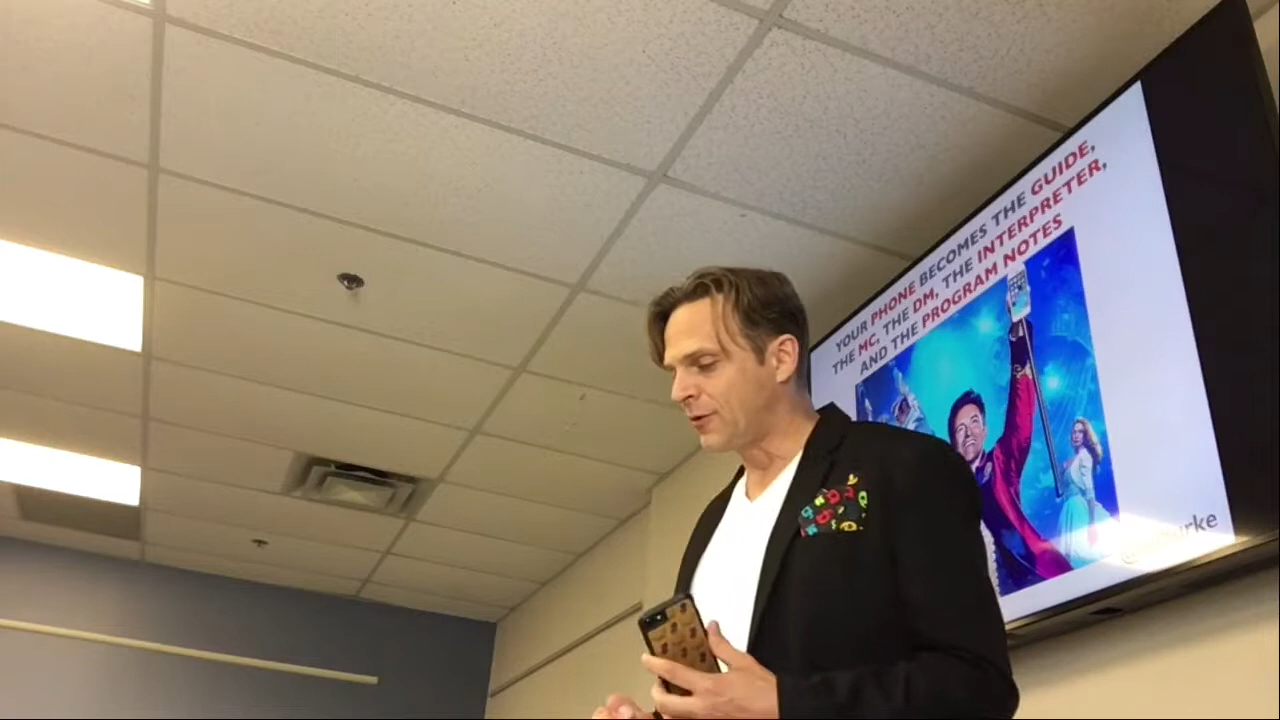 YOUR PHONE BECOMES THE GUIDE,
THE MC, THE DM, THE INTERPRETER,
AND THE PROGRAM NOTES